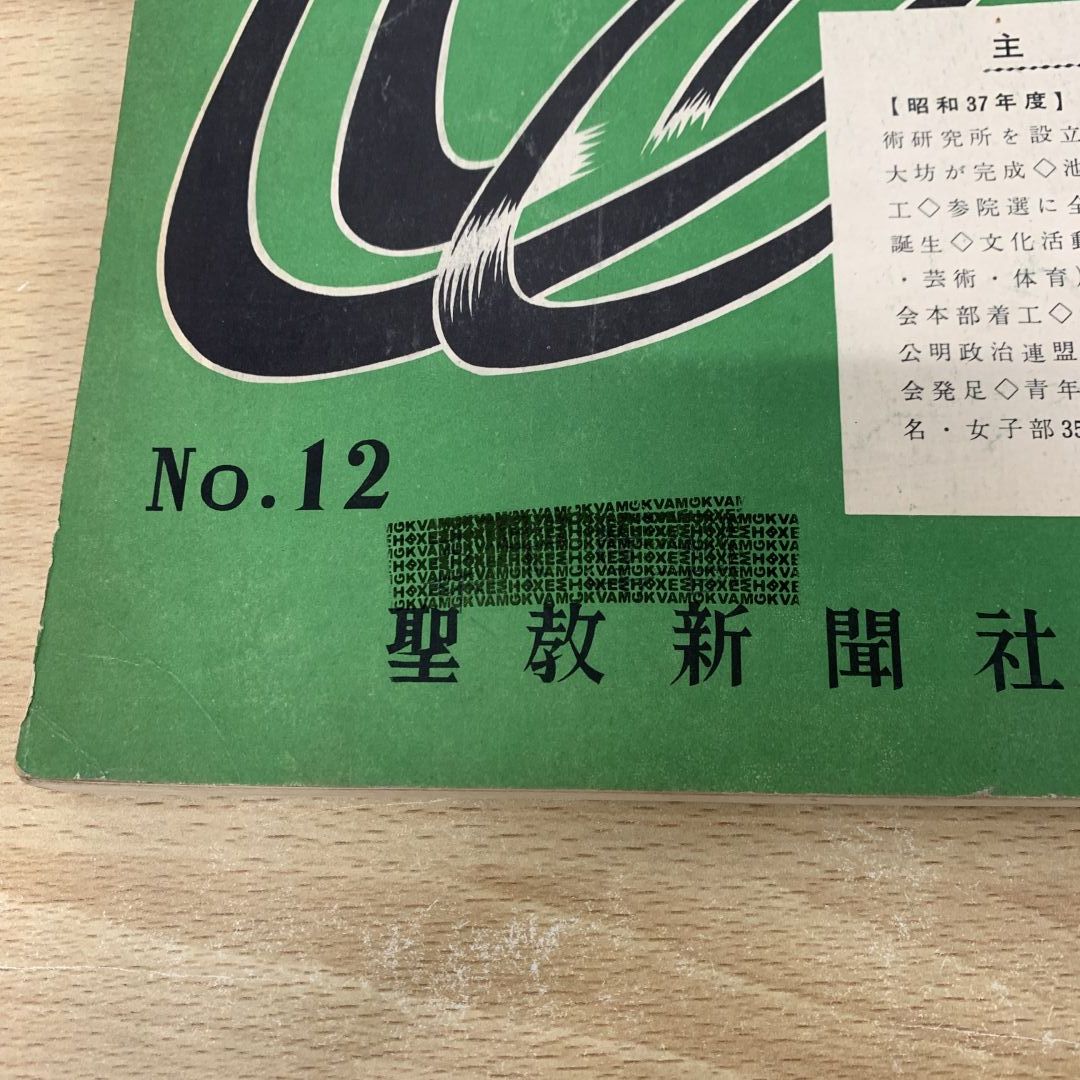 主
【昭和37年度】
術研究所を設立
大坊が完成◇池
工◇参院選に全
誕生◇文化活動
・芸術・体育
会本部着工◇
公明政治連盟
会発足◇青年
名・女子部35
No.12
聖教新聞社